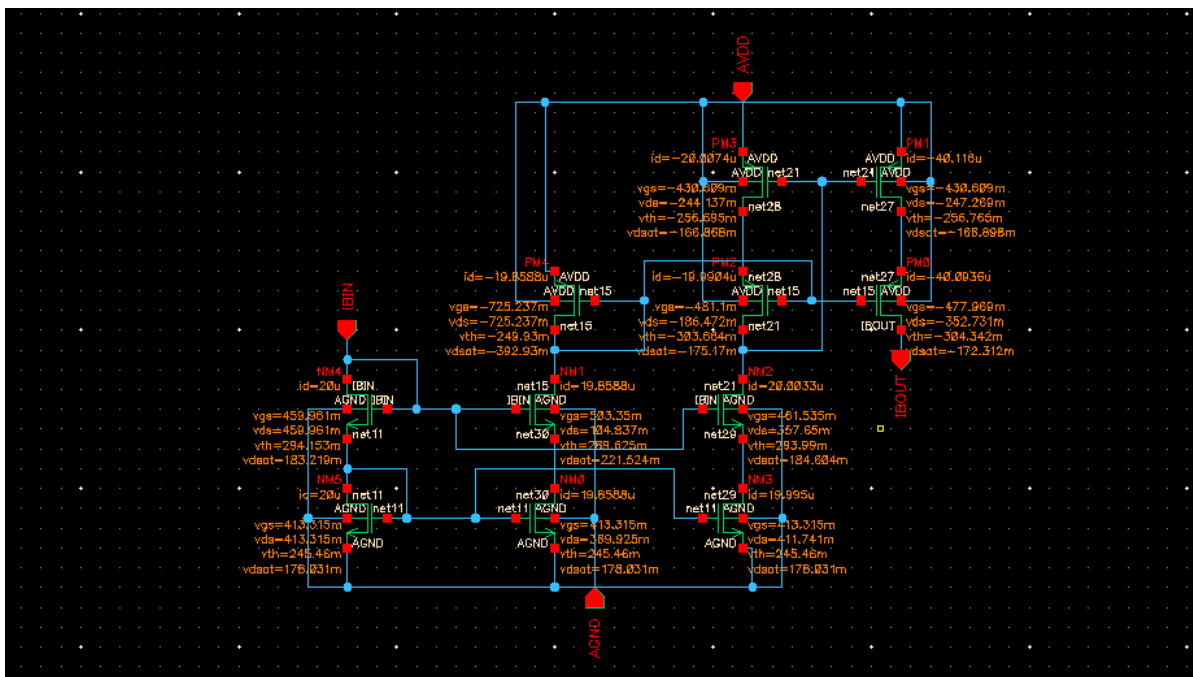 AVDD
PM3
id=-20.0074u
AVDD
AVDD
net21
vgs=-430.609m
vds=-244.137m
vth=-256.695m
vdsat=-166.868m
net28
PM1
AVDD
id=-40.116u
net21
AVDD
vgs=-430.609m
vds=-247.269m
net27
vth=-256.765m
vdsat=-166.898m
PM4
id=-19.8588u
AVDD
AVDD
net15
vgs=-725.237m
vds=-725.237m
net15
vth=-249.93m
vdsat=-392.93m
PM2
id=-19.9904u
net28
AVDD
net15
vgs=-481.1m
vds=-186.472m
net21
vth=-303.664m
vdsat=-175.17m
PM0
net27
id=-40.0936u
net15
AVDD
vgs=-477.969m
vds=-352.731m
IBOUT
vth=-304.342m
vdsat=-172.312m
IBOUT
IBIN
NM4
id=20u
IBIN
AGND
IBIN
vgs=459.961m
vds=459.961m
net11
vth=294.153m
vdsat=183.219m
NM1
net15
id=19.8588u
IBIN
AGND
vgs=503.35m
net30
vth=289.625m
vdsat=221.524m
NM2
net21
id=20.0033u
IBIN
AGND
vgs=461.535m
vds=357.65m
net29
vth=293.99m
vdsat=184.604m
NM5
id=20u
net11
AGND
net11
vgs=413.315m
vds=413.315m
AGND
vth=245.46m
vdsat=178.031m
NM0
net30
id=19.8588u
net11
AGND
vgs=413.315m
vds=369.925m
AGND
vth=245.46m
vdsat=178.031m
NM3
net29
id=19.995u
net11
AGND
vgs=413.315m
vds=411.741m
AGND
vth=245.46m
vdsat=178.031m
AGND